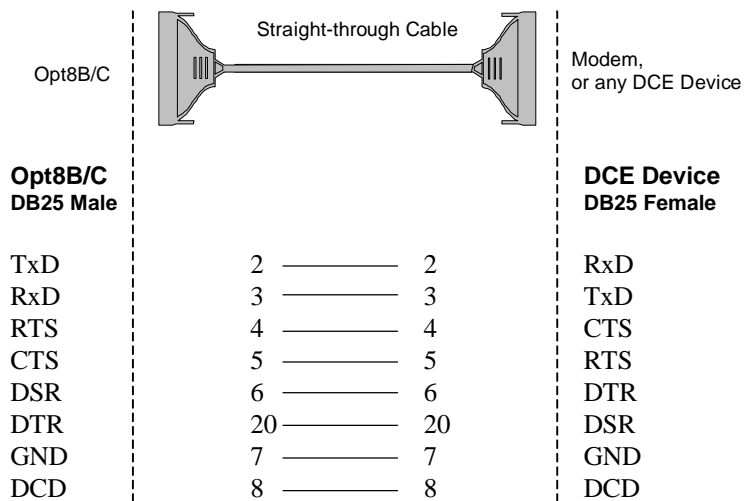 Straight-through Cable
Opt8B/C
Modem,
or any DCE Device
Opt8B/C
DB25 Male
DCE Device
DB25 Female
TxD 2 2 RxD
RxD 3 3 TxD
RTS 4 4 CTS
CTS 5 5 RTS
DSR 6 6 DTR
DTR 20 20 DSR
GND 7 7 GND
DCD 8 8 DCD